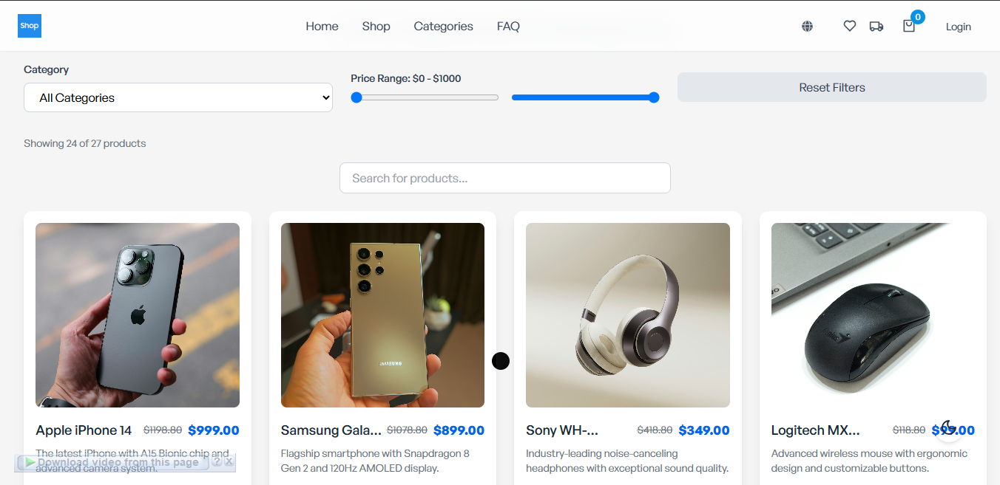 Shop
Home Shop Categories FAQ
0
Login
Category
All Categories
Price Range: $0 - $1000
Reset Filters
Showing 24 of 27 products
Search for products...
SAMSUNG
Apple iPhone 14 $1198.80 $999.00
The latest iPhone with A15 Bionic chip and
advanced camera system.
Samsung Gala... $1078.80 $899.00
Flagship smartphone with Snapdragon 8
Gen 2 and 120Hz AMOLED display.
Sony WH-... $418.80 $349.00
Industry-leading noise-canceling
headphones with exceptional sound quality.
Logitech MX... $118.80
Advanced wireless mouse with ergonomic
design and customizable buttons.
Download video from this page ? X